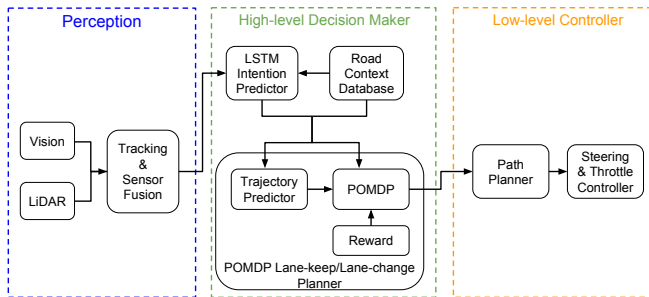 Perception
High-level Decision Maker
Low-level Controller
LSTM
Intention
Predictor
Road
Context
Database
Vision
LiDAR
Tracking
&
Sensor
Fusion
Trajectory
Predictor
POMDP
Reward
POMDP Lane-keep/Lane-change
Planner
Path
Planner
Steering
& Throttle
Controller